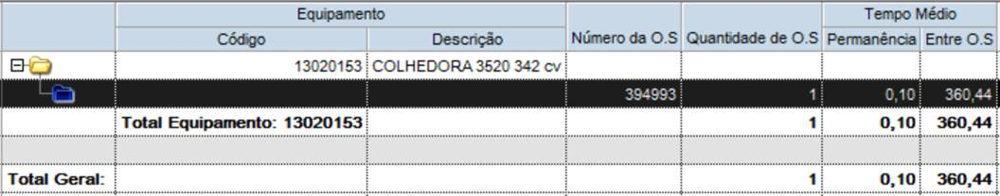 Equipamento Tempo Médio
Código Descrição Número da O.S Quantidade de O.S Permanência Entre O.S
13020153 COLHEDORA 3520 342 cv
394993 1 0,10 360,44
Total Equipamento: 13020153 1 0,10 360,44
Total Geral: 1 0,10 360,44